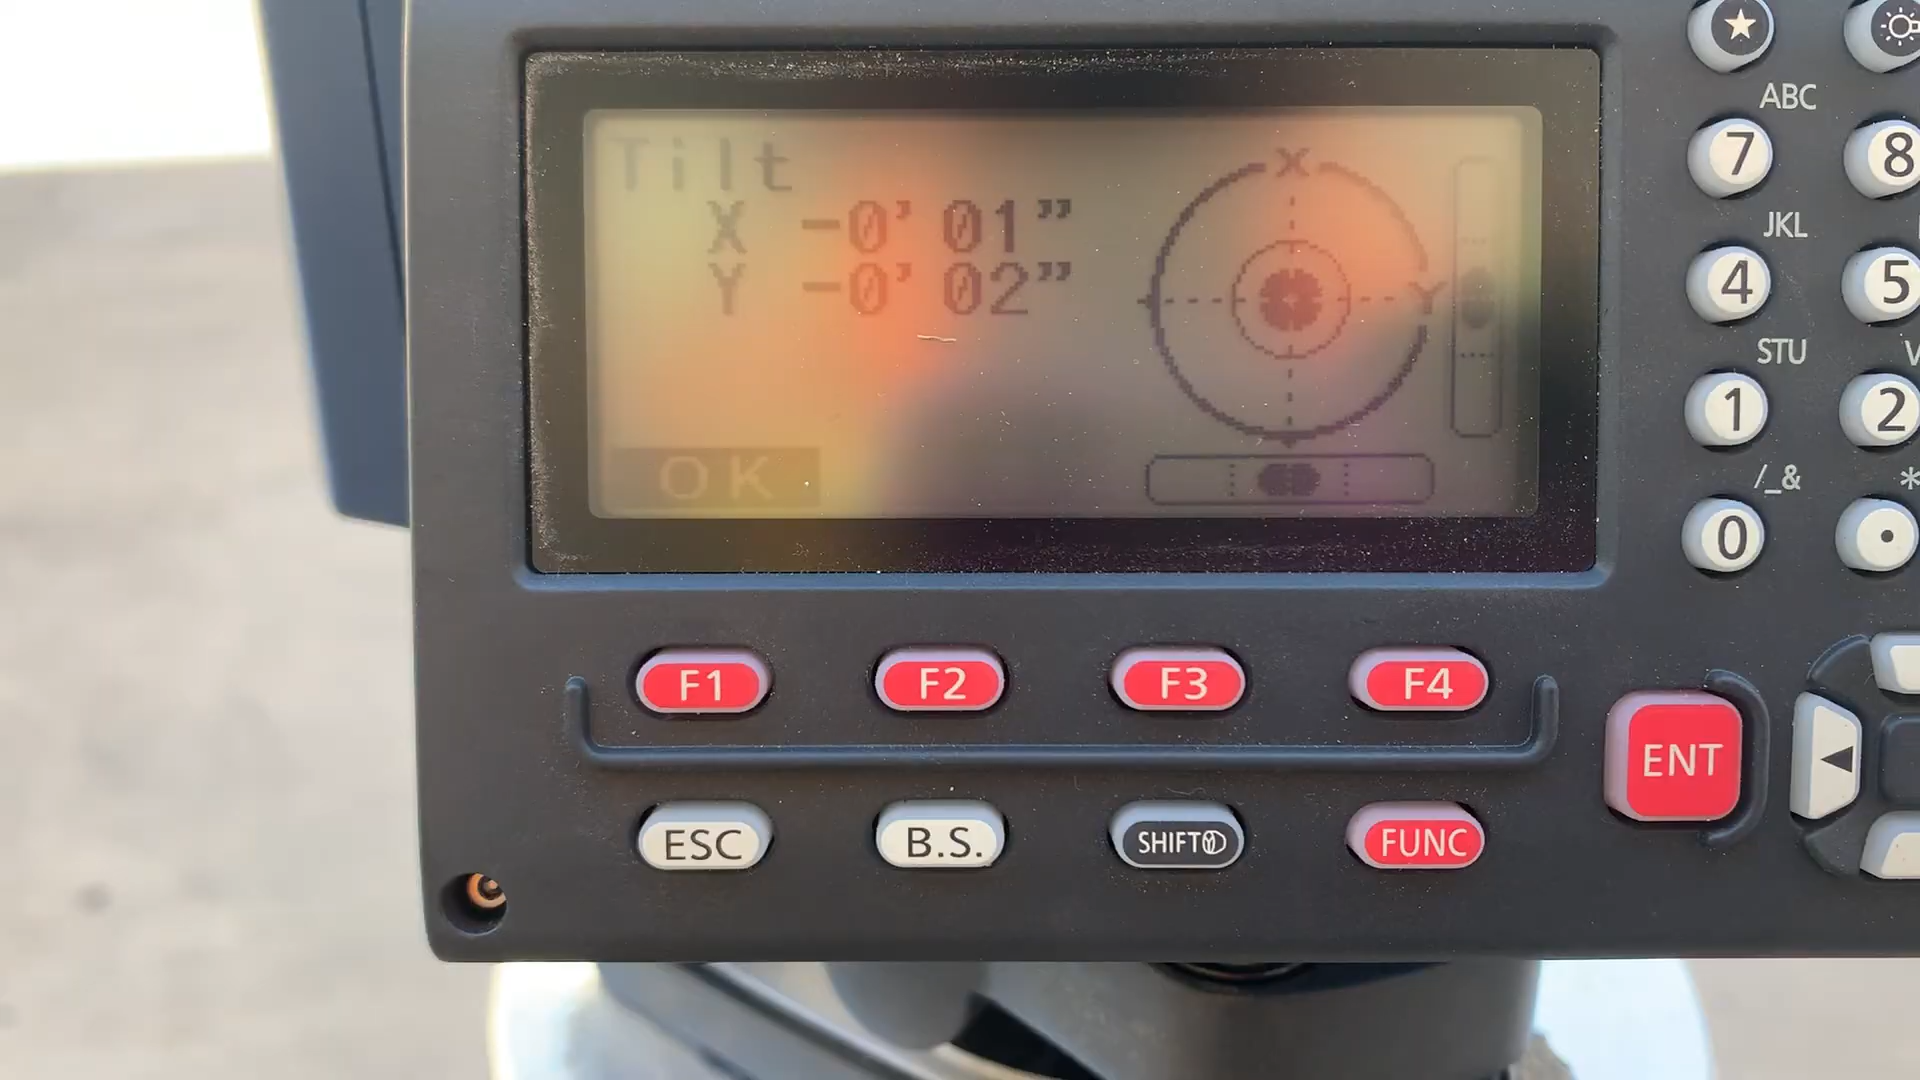 Tilt
X -0' 01"
Y -0' 02"
X
Y
OK
★
ABC
7
8
JKL
4
5
STU
1
2
/_&
*
0
•
F1
F2
F3
F4
ENT
◀
ESC
B.S.
SHIFT
FUNC